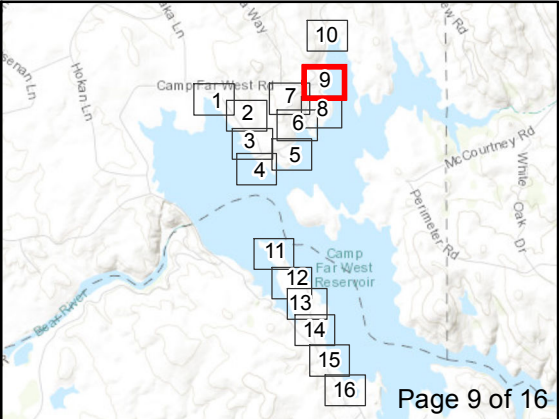 Hokan Ln
10
Camp Far West Rd
9
1
7
8
2
6
3
5
4
McCourtney Rd
White Oak Dr
Perimeter Rd
11
Camp
Far West
Reservoir
12
13
Bear River
14
15
16
Page 9 of 16